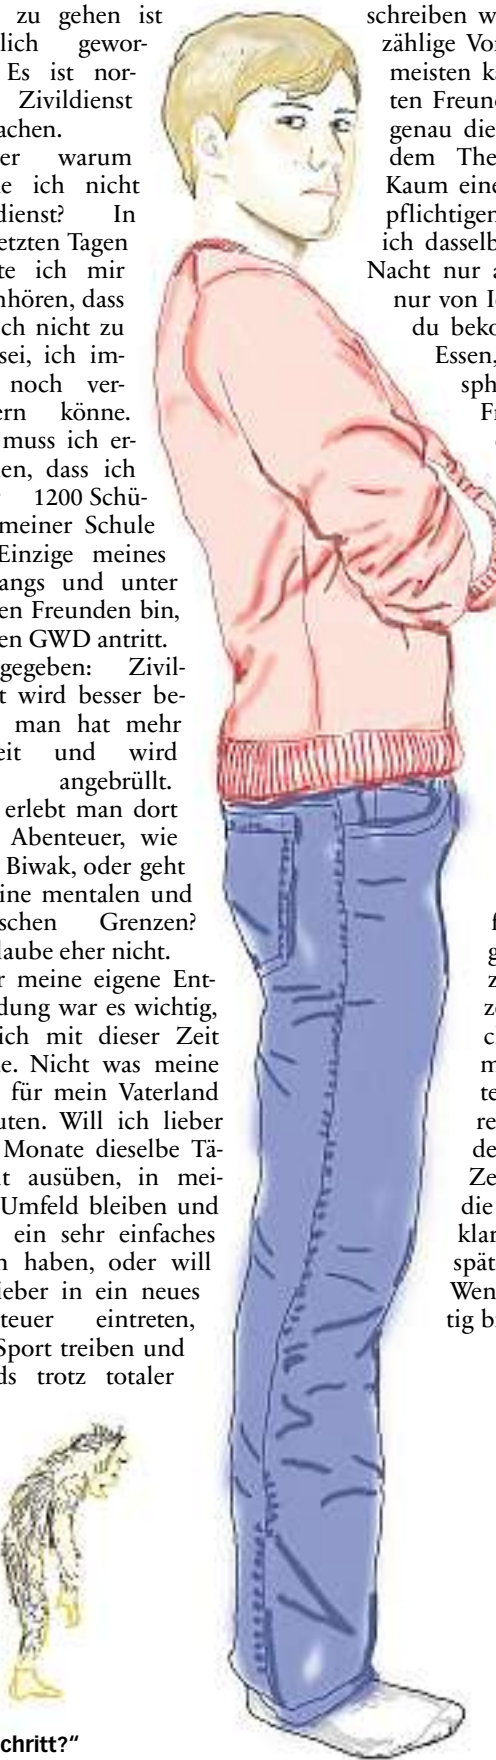 zu gehen ist
lich gewor-
Es ist nor-
Zivildienst
achen.
er warum
e ich nicht
dienst? In
etzten Tagen
te ich mir
nhören, dass
ch nicht zu
sei, ich im-
noch ver-
ern könne.
muss ich er-
en, dass ich
1200 Schü-
meiner Schule
Einzige meines
angs und unter
en Freunden bin,
en GWD antritt.
gegeben: Zivil-
t wird besser be-
man hat mehr
eit und wird
angebrüllt.
erlebt man dort
Abenteuer, wie
Biwak, oder geht
ine mentalen und
schen Grenzen?
laube eher nicht.
r meine eigene Ent-
dung war es wichtig,
ich mit dieser Zeit
e. Nicht was meine
für mein Vaterland
uten. Will ich lieber
Monate dieselbe Tä-
t ausüben, in mei-
Umfeld bleiben und
ein sehr einfaches
n haben, oder will
ieber in ein neues
teuer eintreten,
Sport treiben und
ds trotz totaler
chritt?“
schreiben w
zählige Vor
meisten k
ten Freund
genau die
dem The
Kaum eine
pflichtigen
ich dasselb
Nacht nur a
nur von I
du beko
Essen,
sph
F
f
g
z
z
c
m
te
re
de
Ze
die
klar
spät
Wen
tig b